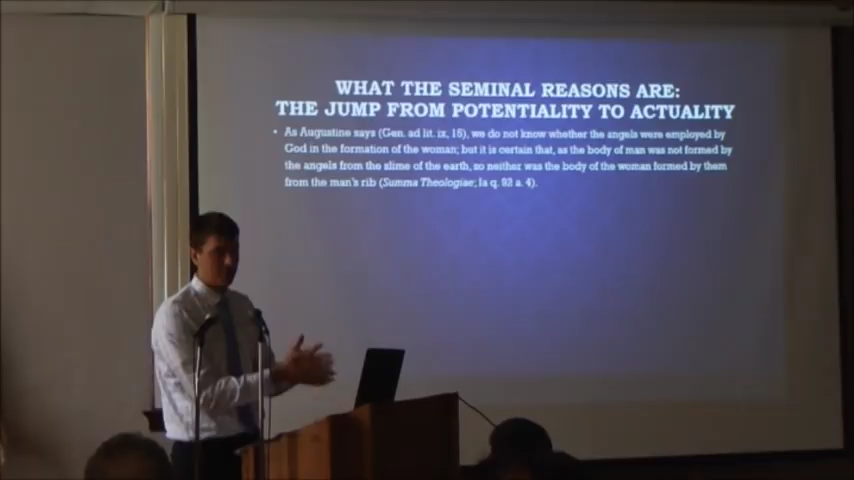 WHAT THE SEMINAL REASONS ARE:
THE JUMP FROM POTENTIALITY TO ACTUALITY
• As Augustine says (Gen. ad lit. ix, 15), we do not know whether the angels were employed by
God in the formation of the woman; but it is certain that, as the body of man was not formed by
the angels from the slime of the earth, so neither was the body of the woman formed by them
from the man's rib (Summa Theologiae, Ia q. 92 a. 4).